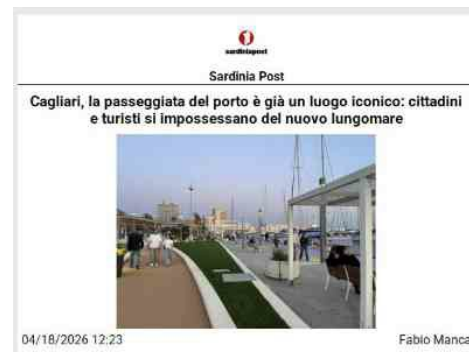 sardiniapost
Sardinia Post
Cagliari, la passeggiata del porto è già un luogo iconico: cittadini
e turisti si impossessano del nuovo lungomare
04/18/2026 12:23
Fabio Manca